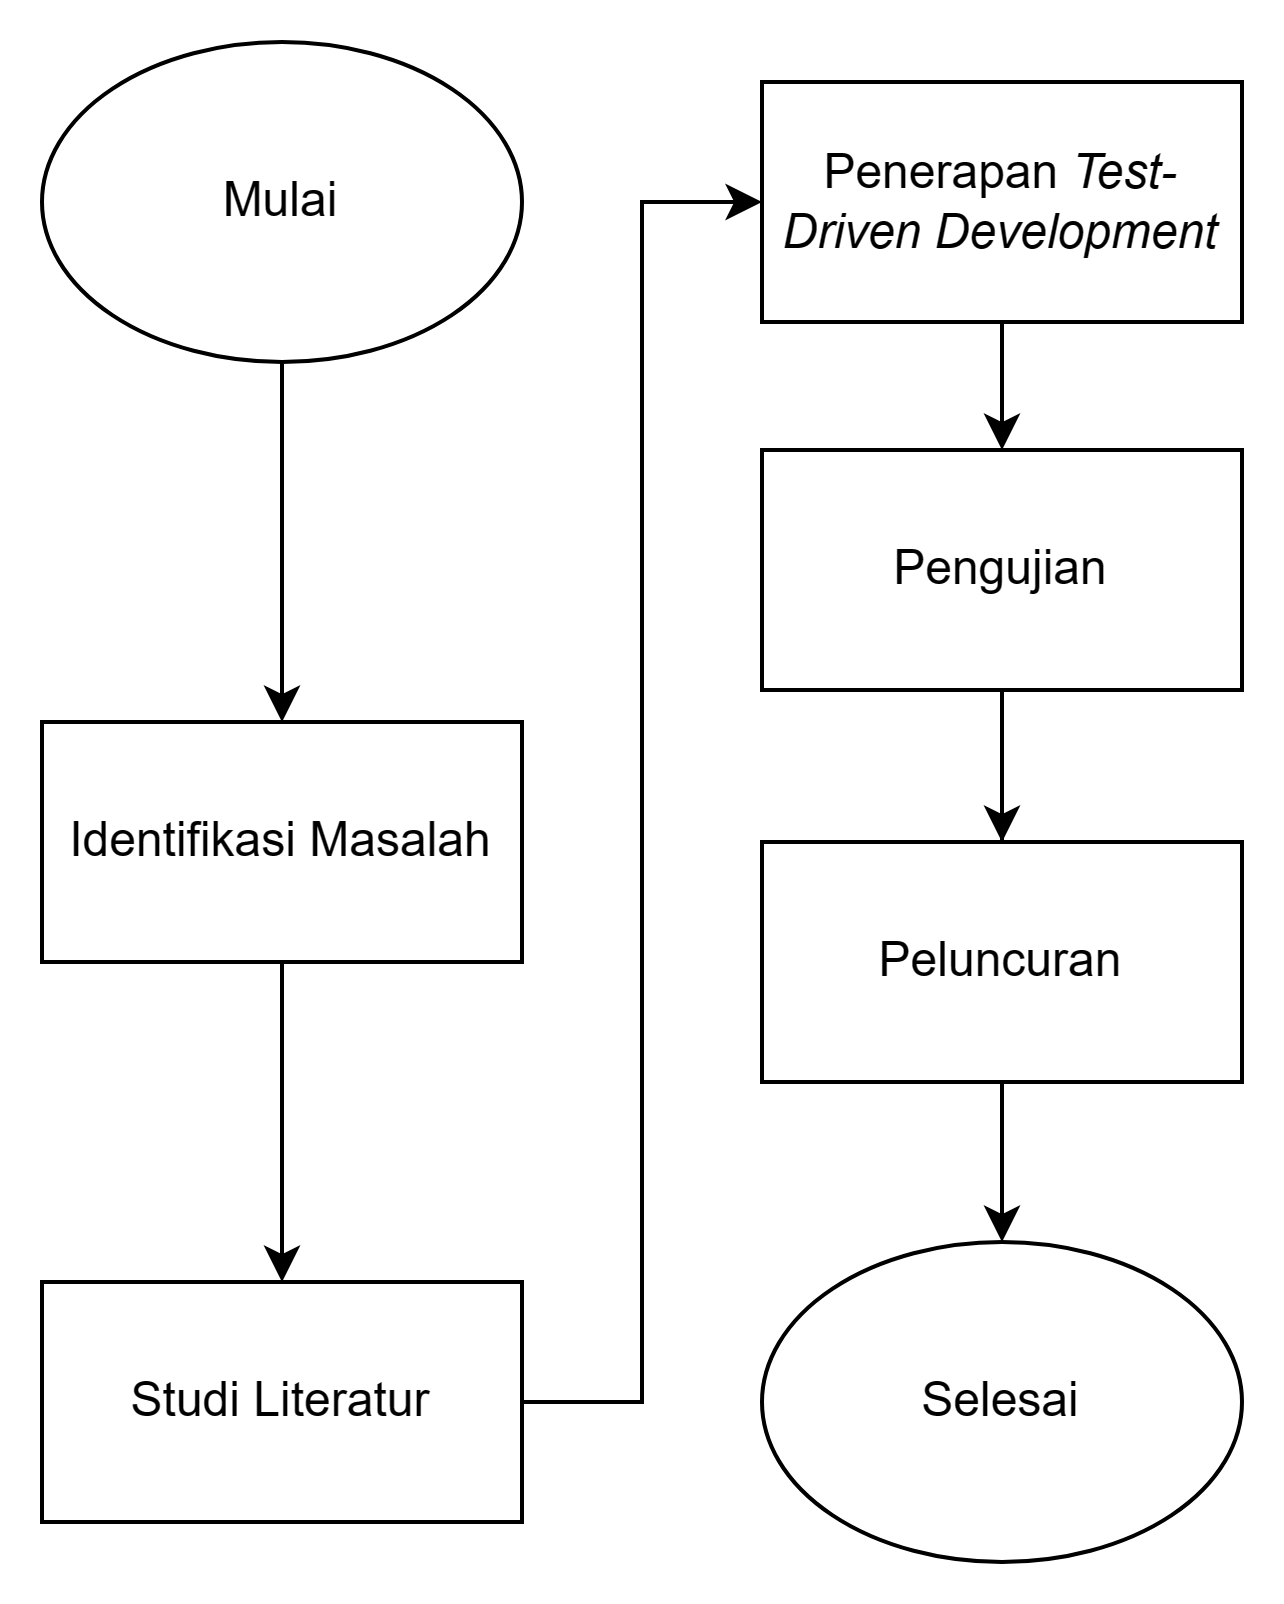 Mulai
Identifikasi Masalah
Studi Literatur
Penerapan Test-
Driven Development
Pengujian
Peluncuran
Selesai